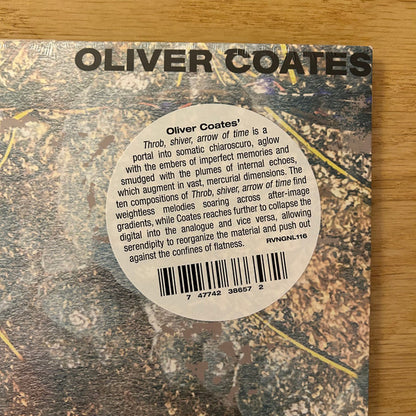 OLIVER COATES
Oliver Coates'
Throb, shiver, arrow of time is a
portal into somatic chiaroscuro, aglow
with the embers of imperfect memories and
smudged with the plumes of internal echoes,
which augment in vast, mercurial dimensions. The
ten compositions of Throb, shiver, arrow of time find
weightless melodies soaring across after-image
gradients, while Coates reaches further to collapse the
digital into the analogue and vice versa, allowing
serendipity to reorganize the material and push out
against the confines of flatness.
RVNGNL116
7 47742 38657 2